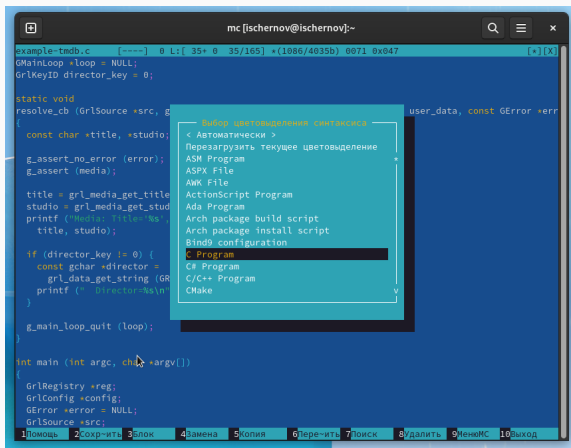 mc [ischernov@ischernov]:~
example-tmdb.c [----] 0 L:[ 35+ 0 35/165] *(1086/4035b) 0071 0x047 [*][X]
GMainLoop *loop = NULL;
GrlKeyID director_key = 0;
static void
resolve_cb (GrlSource *src, g user_data, const GError *err
{
const char *title, *studio;
g_assert_no_error (error);
g_assert (media);
title = grl_media_get_title
studio = grl_media_get_stud
printf ("Media: Title='%s',
title, studio);
if (director_key != 0) {
const gchar *director =
grl_data_get_string (GR
printf (" Director=%s\n"
}
g_main_loop_quit (loop);
}
int main (int argc, char *argv[])
{
GrlRegistry *reg;
GrlConfig *config;
GError *error = NULL;
GrlSource *src;
Выбор цветовыделения синтаксиса
< Автоматически >
Перезагрузить текущее цветовыделение
ASM Program
ASPX File
AWK File
ActionScript Program
Ada Program
Arch package build script
Arch package install script
Bind9 configuration
C Program
C# Program
C/C++ Program
CMake
1Помощь 2Сохр~ить 3Блок 4Замена 5Копия 6Пере~ить 7Поиск 8Удалить 9МенюMC 10Выход